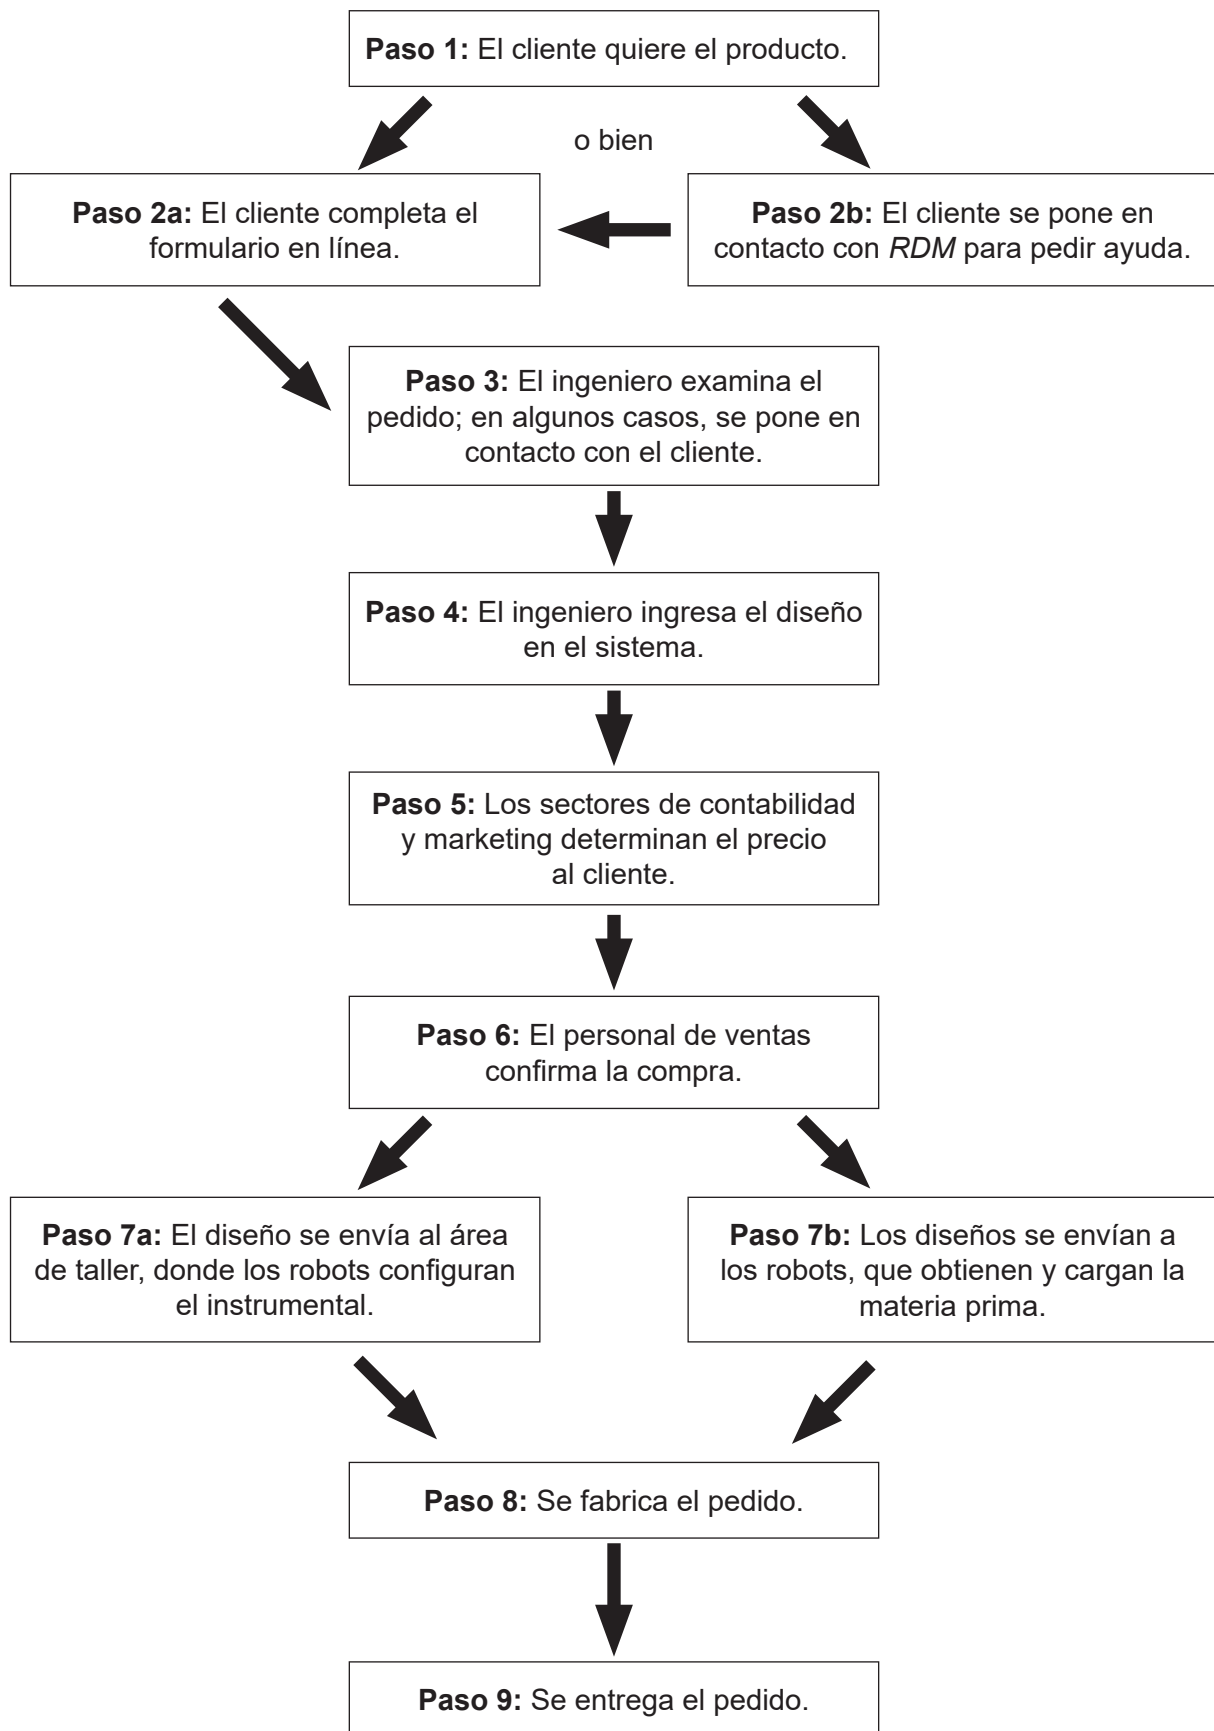 Paso 1: El cliente quiere el producto.
o bien
Paso 2a: El cliente completa el
formulario en línea.
Paso 2b: El cliente se pone en
contacto con RDM para pedir ayuda.
Paso 3: El ingeniero examina el
pedido; en algunos casos, se pone en
contacto con el cliente.
Paso 4: El ingeniero ingresa el diseño
en el sistema.
Paso 5: Los sectores de contabilidad
y marketing determinan el precio
al cliente.
Paso 6: El personal de ventas
confirma la compra.
Paso 7a: El diseño se envía al área
de taller, donde los robots configuran
el instrumental.
Paso 7b: Los diseños se envían a
los robots, que obtienen y cargan la
materia prima.
Paso 8: Se fabrica el pedido.
Paso 9: Se entrega el pedido.